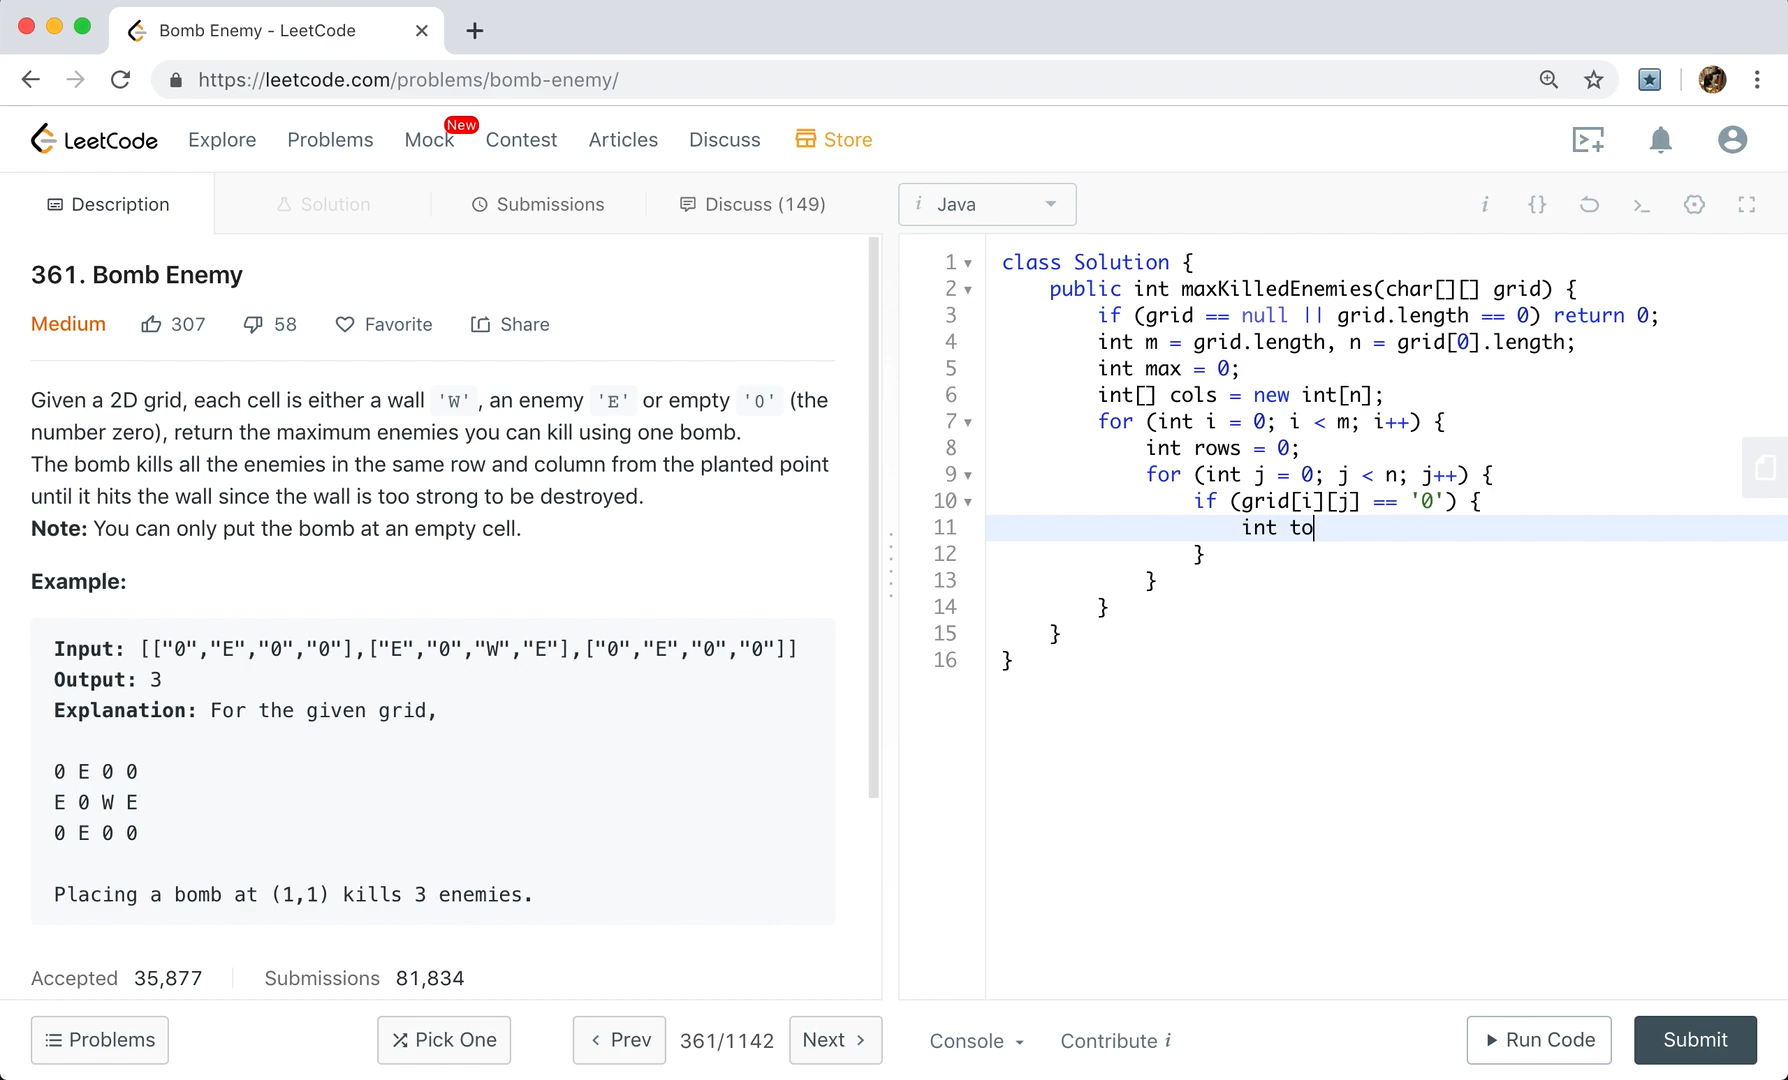 Bomb Enemy - LeetCode
https://leetcode.com/problems/bomb-enemy/
LeetCode Explore Problems Mock New Contest Articles Discuss Store
Description Solution Submissions Discuss (149)
361. Bomb Enemy
Medium 307 58 Favorite Share
Given a 2D grid, each cell is either a wall 'W', an enemy 'E' or empty '0' (the
number zero), return the maximum enemies you can kill using one bomb.
The bomb kills all the enemies in the same row and column from the planted point
until it hits the wall since the wall is too strong to be destroyed.
Note: You can only put the bomb at an empty cell.
Example:
Input: [["0","E","0","0"],["E","0","W","E"],["0","E","0","0"]]
Output: 3
Explanation: For the given grid,
0 E 0 0
E 0 W E
0 E 0 0
Placing a bomb at (1,1) kills 3 enemies.
Accepted 35,877 Submissions 81,834
Problems Pick One Prev 361/1142 Next
i Java i {}
1 class Solution {
2 public int maxKilledEnemies(char[][] grid) {
3 if (grid == null || grid.length == 0) return 0;
4 int m = grid.length, n = grid[0].length;
5 int max = 0;
6 int[] cols = new int[n];
7 for (int i = 0; i < m; i++) {
8 int rows = 0;
9 for (int j = 0; j < n; j++) {
10 if (grid[i][j] == '0') {
11 int to
12 }
13 }
14 }
15 }
16 }
Console Contribute i Run Code Submit